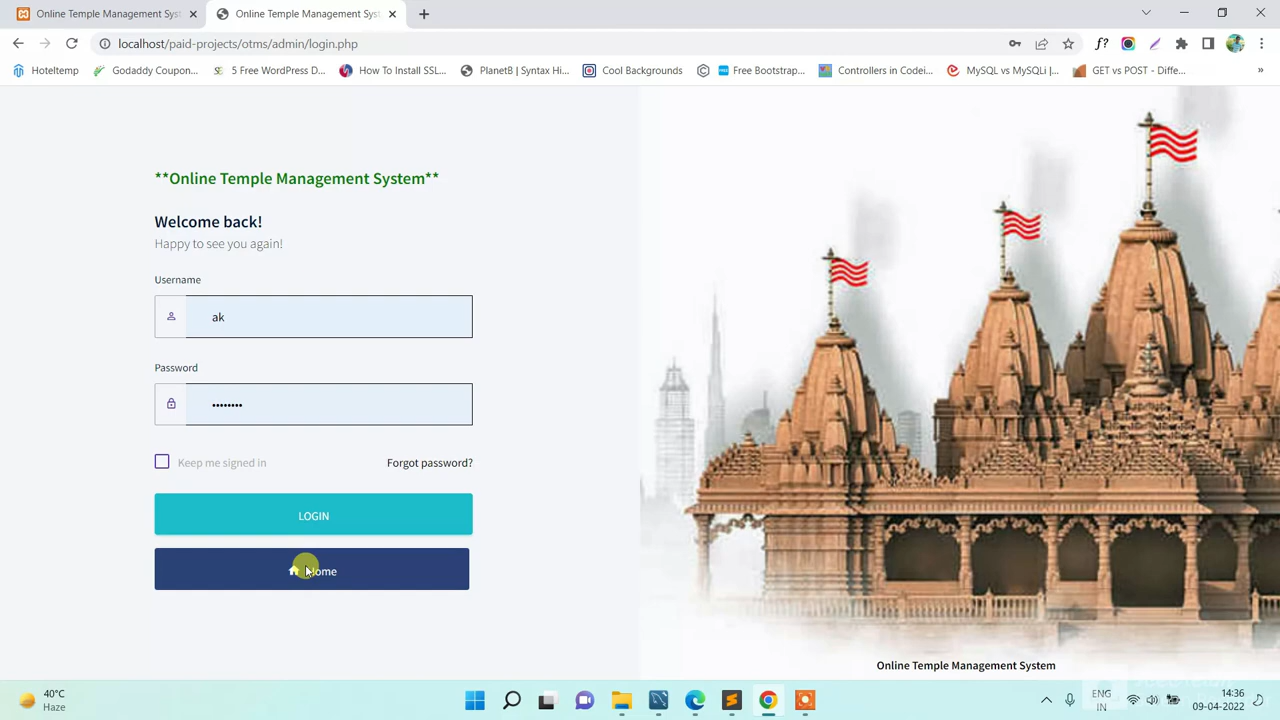 Online Temple Management Syst
Online Temple Management Syst
localhost/paid-projects/otms/admin/login.php
Hoteltemp
Godaddy Coupon...
5 Free WordPress D...
How To Install SSL...
Planet8 | Syntax Hi...
Cool Backgrounds
Free Bootstrap...
Controllers in Codei...
MySQL vs MySQLi |...
GET vs POST - Diffe...
**Online Temple Management System**
Welcome back!
Happy to see you again!
Username
ak
Password
Keep me signed in
Forgot password?
LOGIN
Home
Online Temple Management System
40°C
Haze
ENG
IN
14:36
09-04-2022